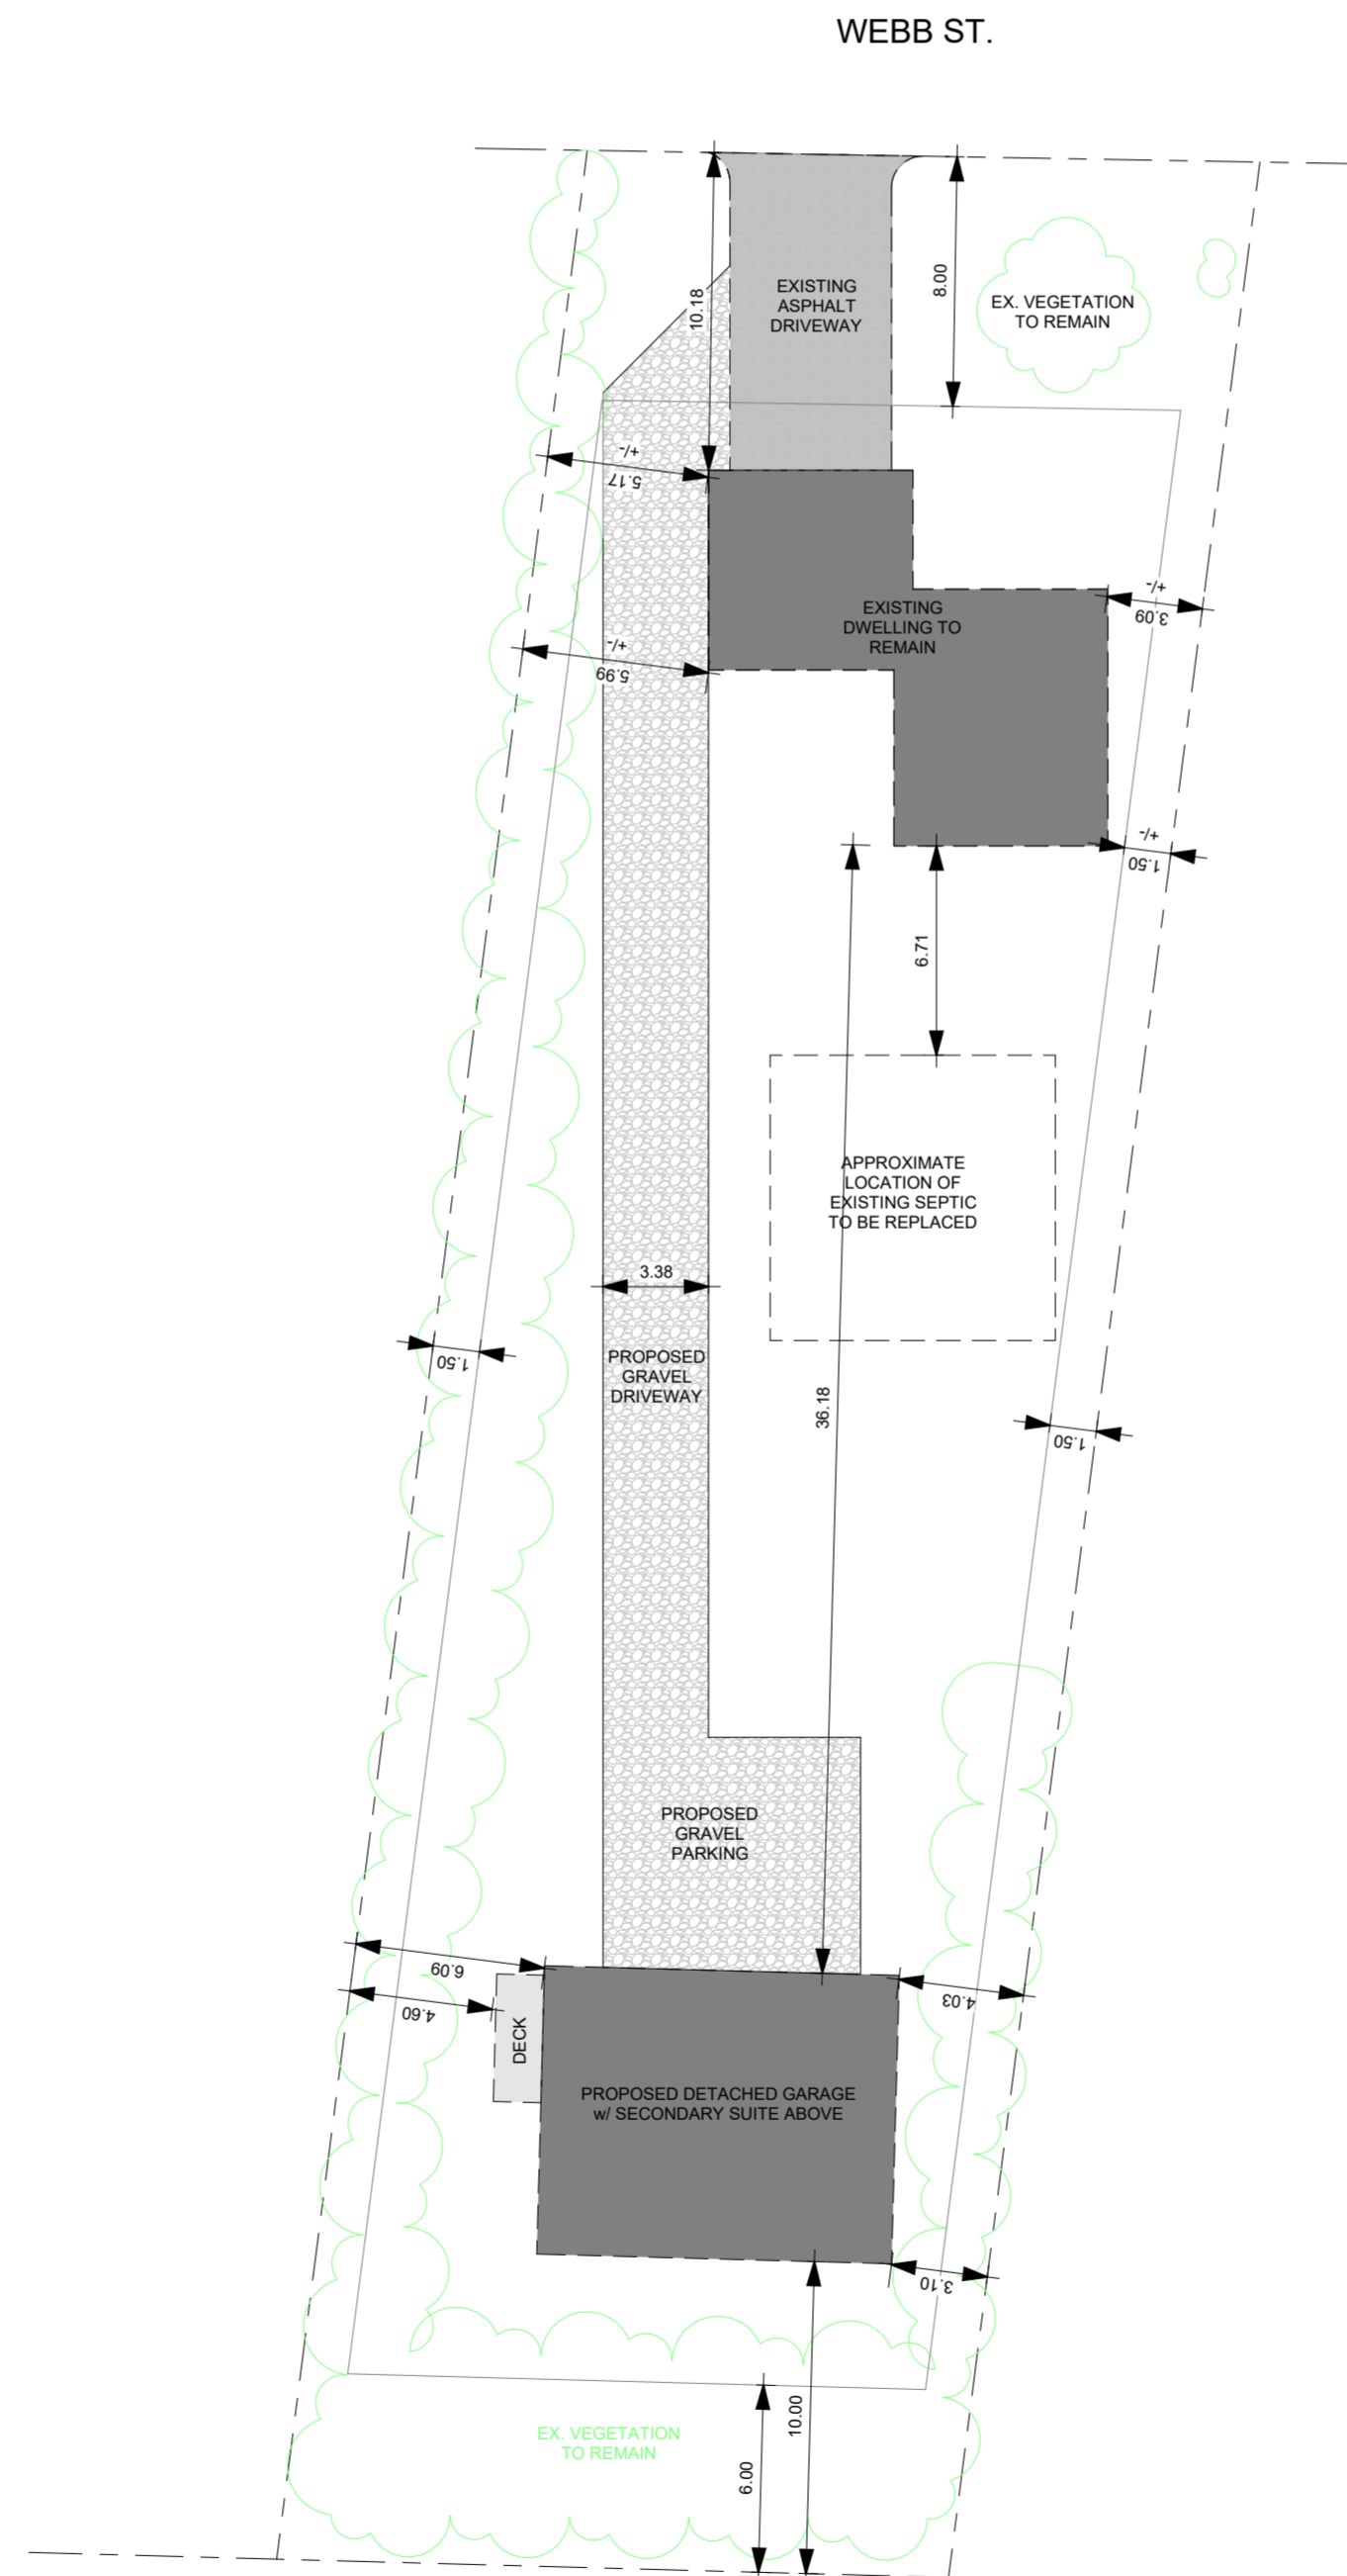 WEBB ST.
10.18
EXISTING
ASPHALT
DRIVEWAY
8.00
EX. VEGETATION
TO REMAIN
+/-
5.17
EXISTING
DWELLING TO
REMAIN
+/-
3.09
+/-
5.99
+/-
1.50
6.71
APPROXIMATE
LOCATION OF
EXISTING SEPTIC
TO BE REPLACED
3.38
1.50
PROPOSED
GRAVEL
DRIVEWAY
36.18
1.50
PROPOSED
GRAVEL
PARKING
6.09
4.60
4.03
DECK
PROPOSED DETACHED GARAGE
w/ SECONDARY SUITE ABOVE
3.10
10.00
EX. VEGETATION
TO REMAIN
6.00